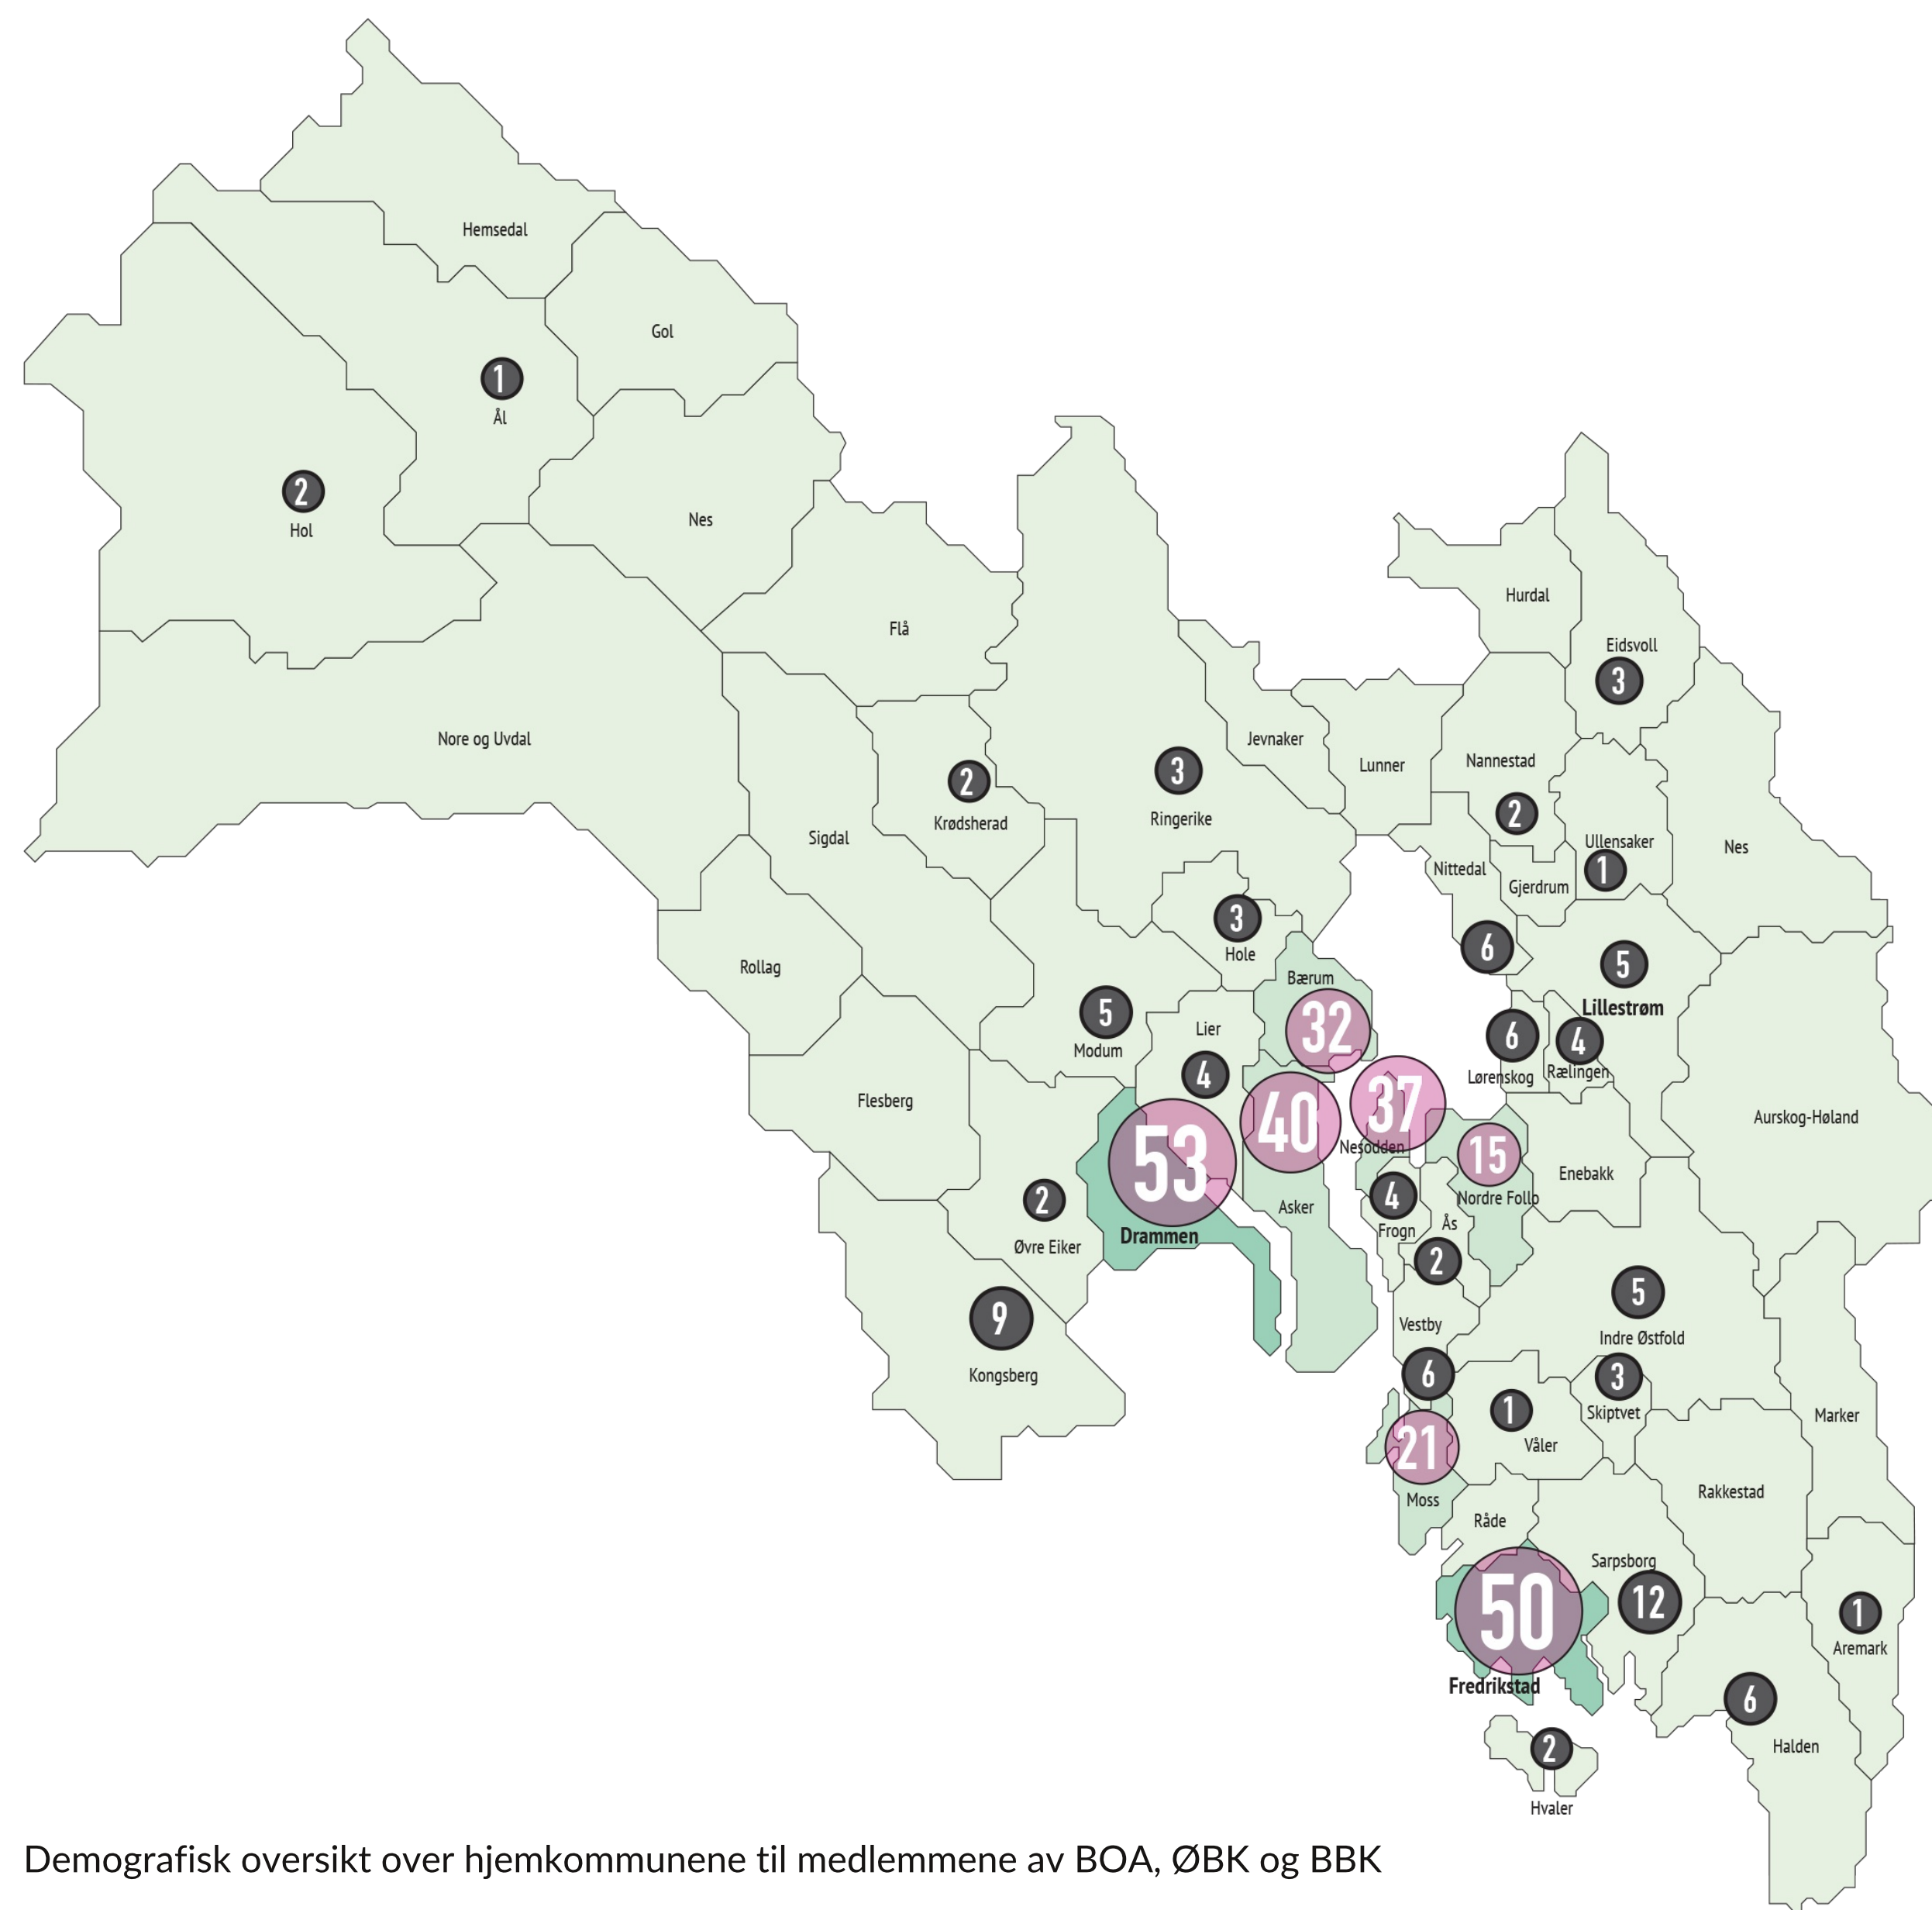 Hemsedal
Gol
1
Ål
2
Hol
Nes
Flå
Hurdal
Eidsvoll
3
Nore og Uvdal
Jevnaker
Lunner
Nannestad
2
3
Ringerike
2
Krødsherad
Sigdal
Ullensaker
1
Nes
Nittedal
Gjerdrum
6
3
Hole
5
Lillestrøm
Rollag
Bærum
32
5
Modum
Lier
4
6
Lørenskog
4
Rælingen
Flesberg
53
Drammen
40
Asker
37
Nesodden
15
Nordre Follo
Enebakk
Aurskog-Høland
2
Øvre Eiker
4
Frogn
Ås
2
9
Kongsberg
Vestby
6
5
Indre Østfold
3
Skiptvet
1
Våler
Marker
21
Moss
Råde
Rakkestad
50
Fredrikstad
Sarpsborg
12
1
Aremark
6
Halden
2
Hvaler
Demografisk oversikt over hjemkommunene til medlemmene av BOA, ØBK og BBK